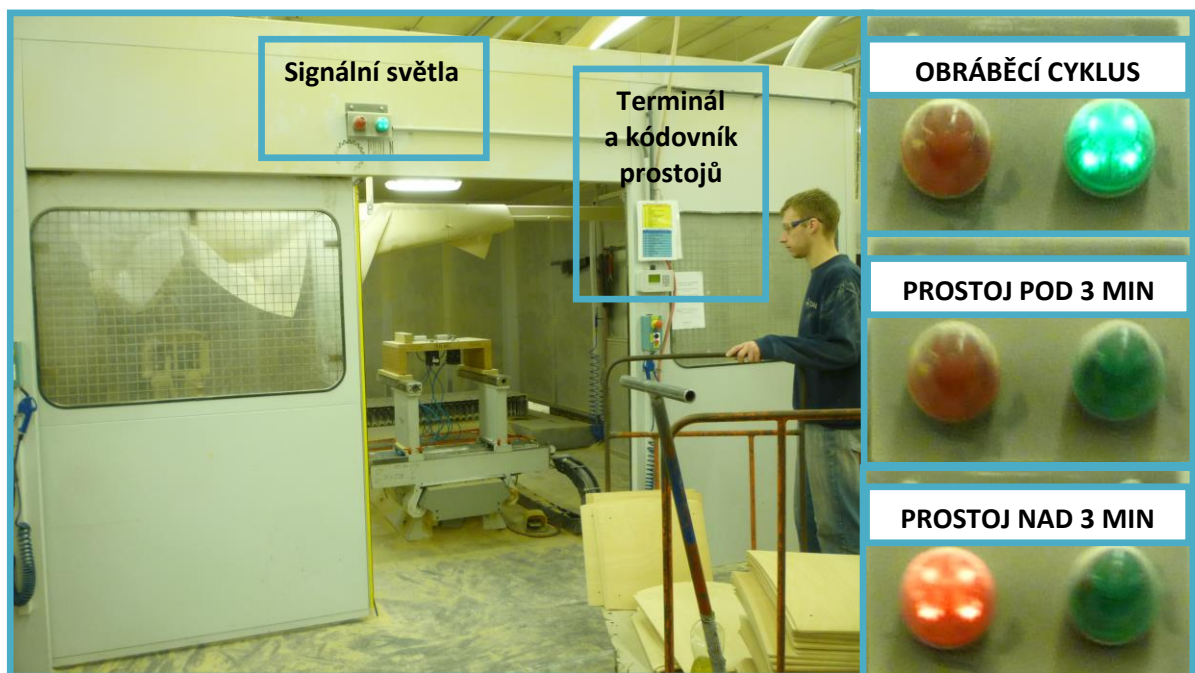 Signální světla
Terminál
a kódovník
prostojů
OBRÁBĚCÍ CYKLUS
PROSTOJ POD 3 MIN
PROSTOJ NAD 3 MIN